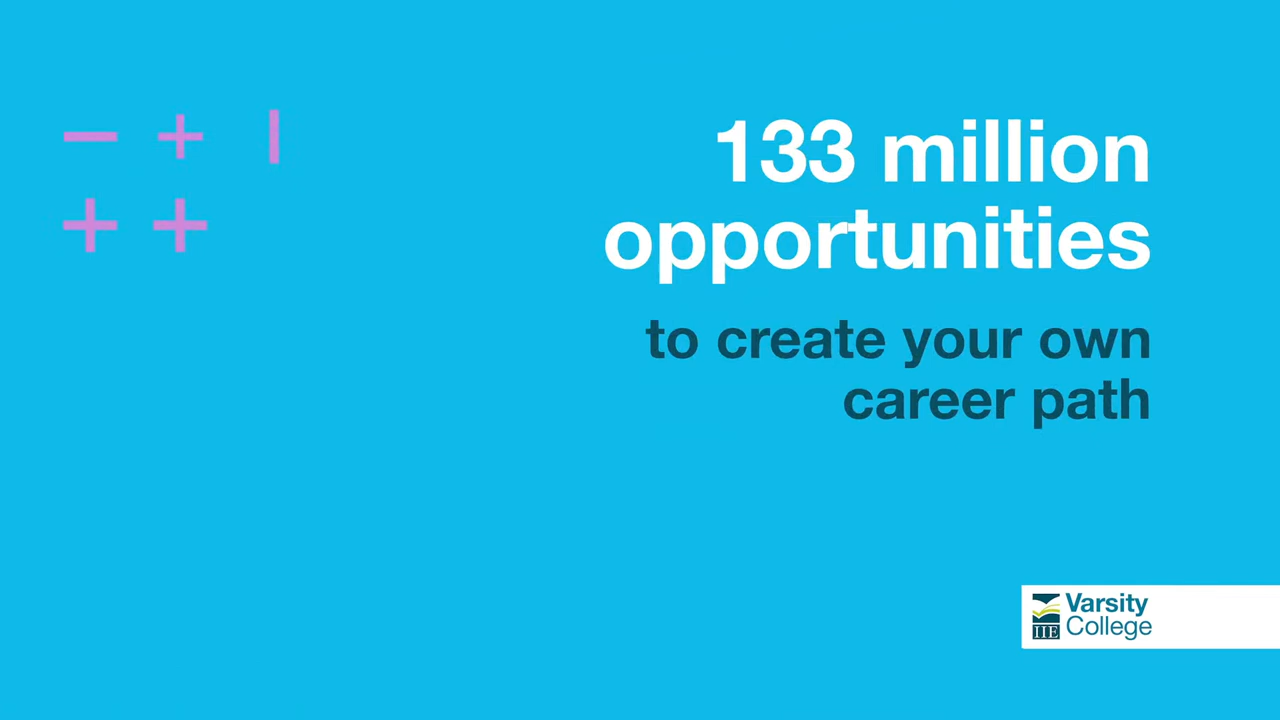 133 million
opportunities
to create your own
career path
IIE
Varsity
College